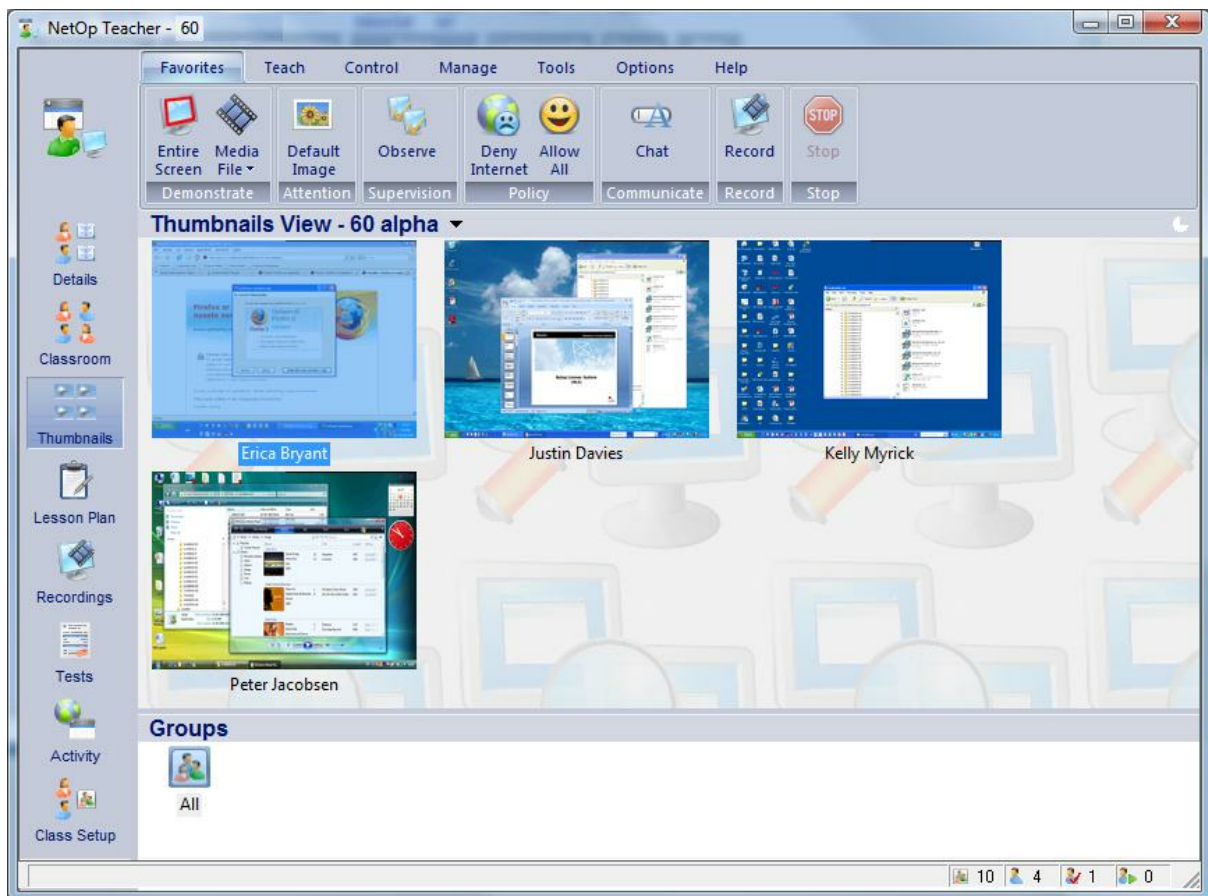 NetOp Teacher - 60
Favorites Teach Control Manage Tools Options Help
Entire Screen Media File Default Image Observe Deny Internet Allow All Chat Record STOP Stop
Demonstrate Attention Supervision Policy Communicate Record Stop
Thumbnails View - 60 alpha
Details
Classroom
Thumbnails
Lesson Plan
Recordings
Tests
Activity
Class Setup
Erica Bryant Justin Davies Kelly Myrick
Peter Jacobsen
Groups
All
10 4 1 0